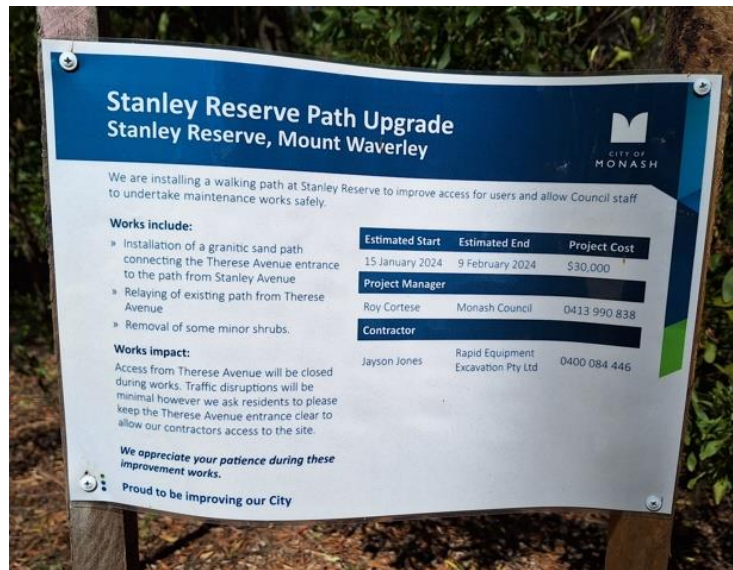 Stanley Reserve Path Upgrade
Stanley Reserve, Mount Waverley
CITY OF
MONASH
We are installing a walking path at Stanley Reserve to improve access for users and allow Council staff
to undertake maintenance works safely.
Works include:
» Installation of a granitic sand path
connecting the Therese Avenue entrance
to the path from Stanley Avenue
» Relaying of existing path from Therese
Avenue
» Removal of some minor shrubs.
Works impact:
Access from Therese Avenue will be closed
during works. Traffic disruptions will be
minimal however we ask residents to please
keep the Therese Avenue entrance clear to
allow our contractors access to the site.
We appreciate your patience during these
improvement works.
Proud to be improving our City
Estimated Start Estimated End Project Cost
15 January 2024 9 February 2024 $30,000
Project Manager
Roy Cortese Monash Council 0413 990 838
Contractor
Jayson Jones Rapid Equipment 0400 084 446
Excavation Pty Ltd